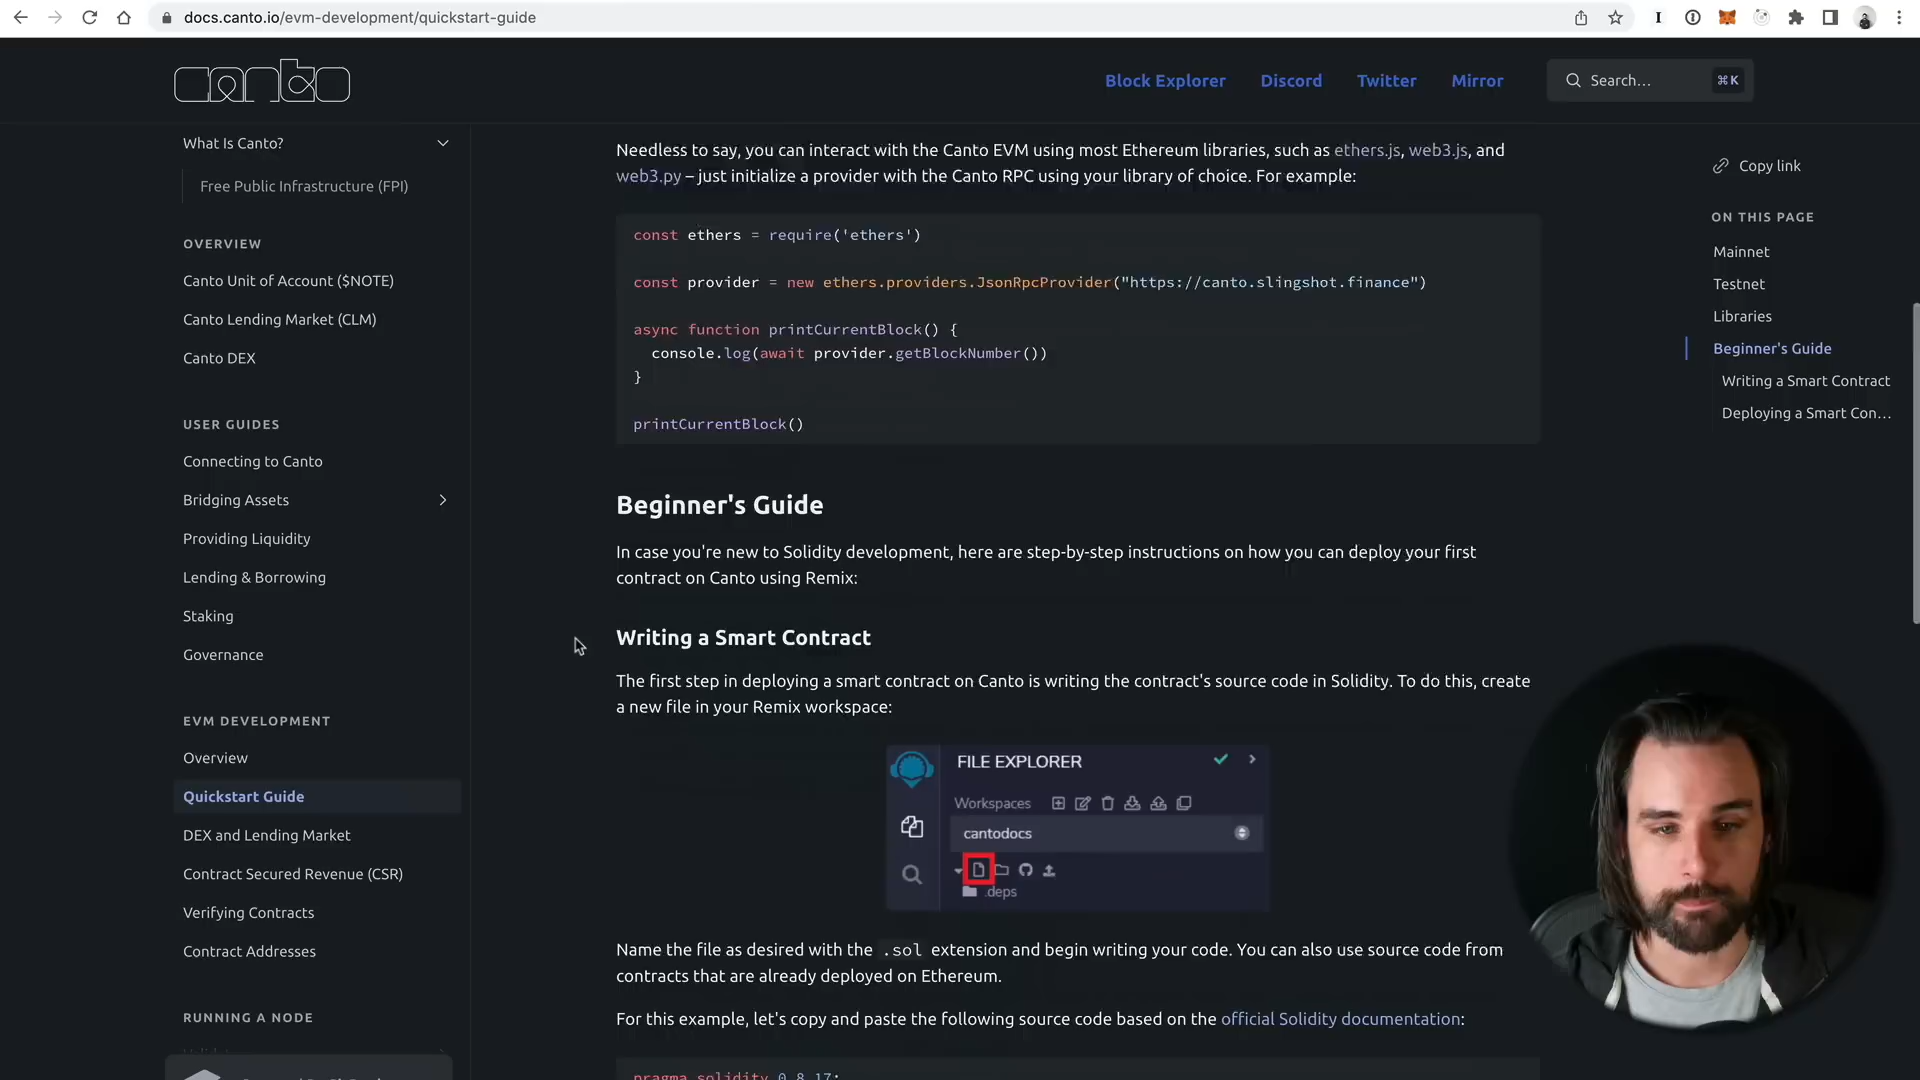 docs.canto.io/evm-development/quickstart-guide
canto
Block Explorer
Discord
Twitter
Mirror
Search...
⌘K
What Is Canto?
Free Public Infrastructure (FPI)
OVERVIEW
Canto Unit of Account ($NOTE)
Canto Lending Market (CLM)
Canto DEX
USER GUIDES
Connecting to Canto
Bridging Assets
Providing Liquidity
Lending & Borrowing
Staking
Governance
EVM DEVELOPMENT
Overview
Quickstart Guide
DEX and Lending Market
Contract Secured Revenue (CSR)
Verifying Contracts
Contract Addresses
RUNNING A NODE
Needless to say, you can interact with the Canto EVM using most Ethereum libraries, such as ethers.js, web3.js, and
web3.py – just initialize a provider with the Canto RPC using your library of choice. For example:
const ethers = require('ethers')
const provider = new ethers.providers.JsonRpcProvider("https://canto.slingshot.finance")
async function printCurrentBlock() {
console.log(await provider.getBlockNumber())
}
printCurrentBlock()
Beginner's Guide
In case you're new to Solidity development, here are step-by-step instructions on how you can deploy your first
contract on Canto using Remix:
Writing a Smart Contract
The first step in deploying a smart contract on Canto is writing the contract's source code in Solidity. To do this, create
a new file in your Remix workspace:
FILE EXPLORER
Workspaces
cantodocs
.deps
Name the file as desired with the .sol extension and begin writing your code. You can also use source code from
contracts that are already deployed on Ethereum.
For this example, let's copy and paste the following source code based on the official Solidity documentation:
pragma solidity 0.8.17;
Copy link
ON THIS PAGE
Mainnet
Testnet
Libraries
Beginner's Guide
Writing a Smart Contract
Deploying a Smart Con...